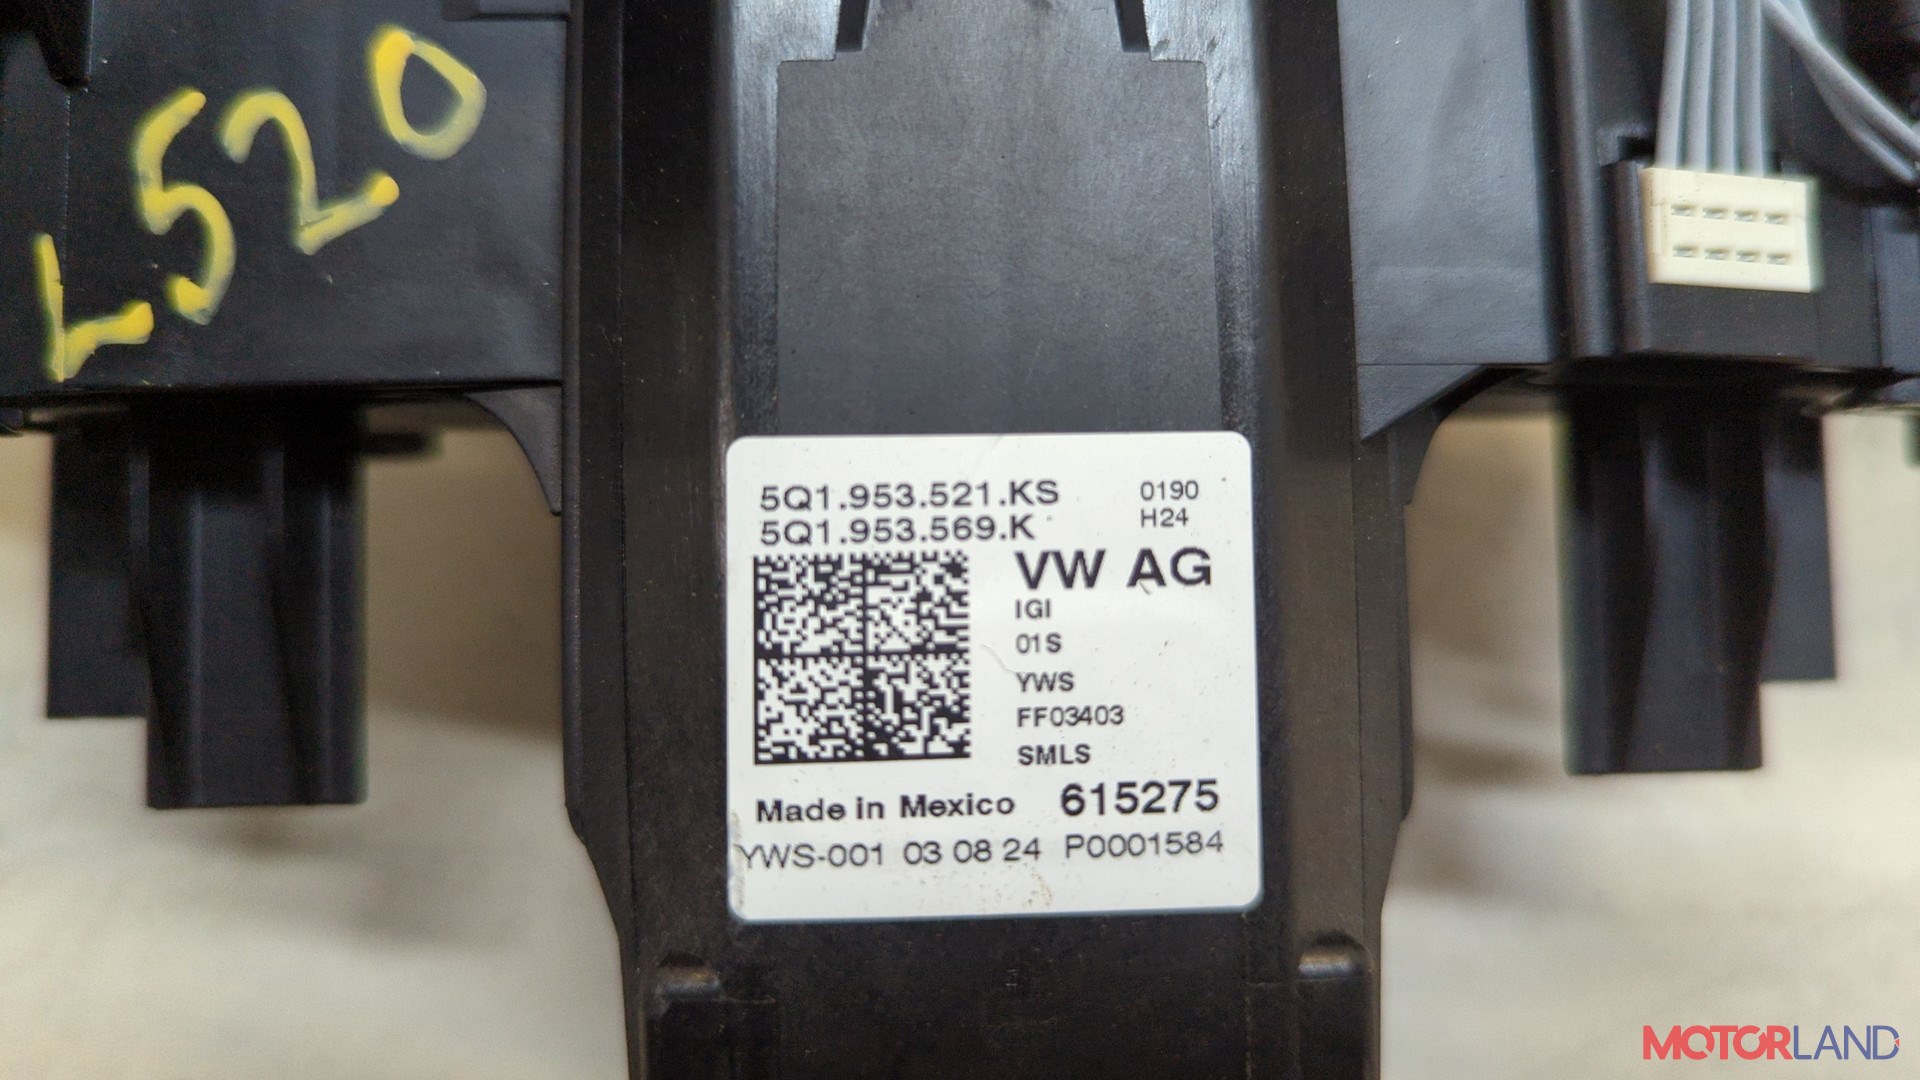 L520
5Q1.953.521.KS 0190
5Q1.953.569.K H24
VW AG
IGI
01S
YWS
FF03403
SMLS
Made in Mexico 615275
YWS-001 03 08 24 P0001584
MOTORLAND